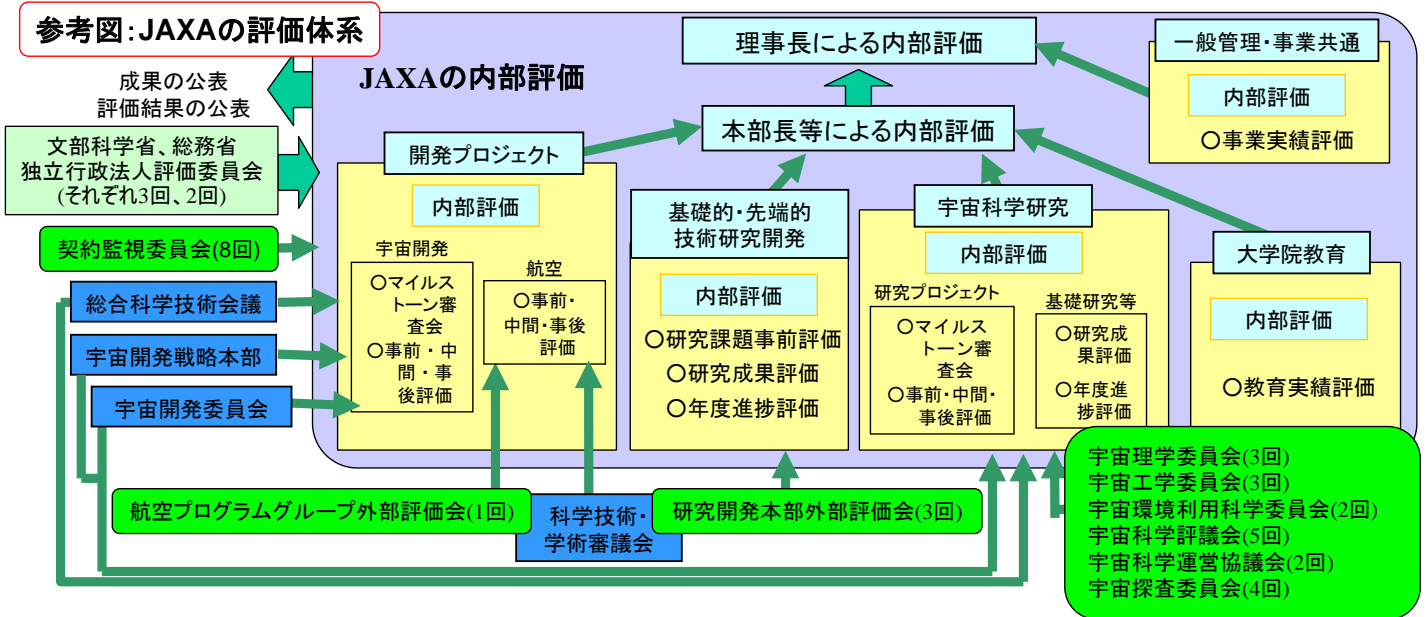 参考図：JAXAの評価体系
成果の公表
評価結果の公表
文部科学省、総務省
独立行政法人評価委員会
(それぞれ3回、2回)
契約監視委員会(8回)
総合科学技術会議
宇宙開発戦略本部
宇宙開発委員会
JAXAの内部評価
理事長による内部評価
本部長等による内部評価
一般管理・事業共通
内部評価
〇事業実績評価
開発プロジェクト
内部評価
宇宙開発
〇マイルス
トーン審
査会
〇事前・中
間・事
後評価
航空
〇事前・
中間・事後
評価
基礎的・先端的
技術研究開発
内部評価
〇研究課題事前評価
〇研究成果評価
〇年度進捗評価
宇宙科学研究
内部評価
研究プロジェクト
〇マイルス
トーン審
査会
〇事前・中間・
事後評価
基礎研究等
〇研究成
果評価
〇年度進
捗評価
大学院教育
内部評価
〇教育実績評価
航空プログラムグループ外部評価会(1回)
科学技術・
学術審議会
研究開発本部外部評価会(3回)
宇宙理学委員会(3回)
宇宙工学委員会(3回)
宇宙環境利用科学委員会(2回)
宇宙科学評議会(5回)
宇宙科学運営協議会(2回)
宇宙探査委員会(4回)